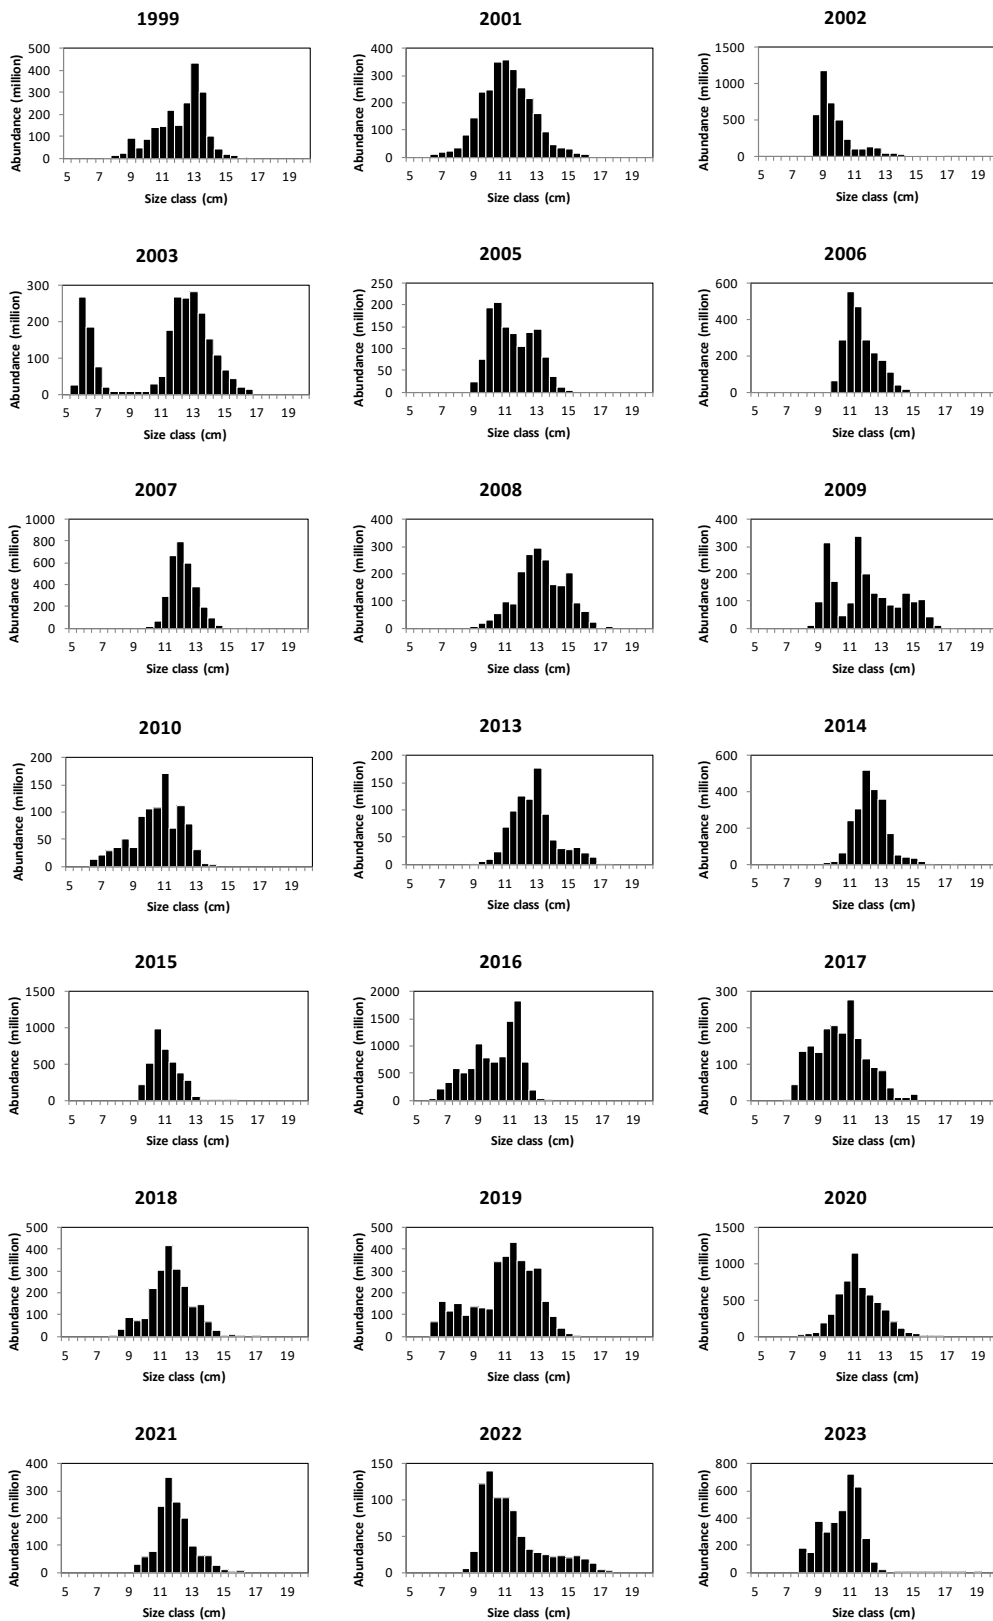 1999
Abundance (million)
500
400
300
200
100
0
5 7 9 11 13 15 17 19
Size class (cm)
2001
Abundance (million)
400
300
200
100
0
5 7 9 11 13 15 17 19
Size class (cm)
2002
Abundance (million)
1500
1000
500
0
5 7 9 11 13 15 17 19
Size class (cm)
2003
Abundance (million)
300
200
100
0
5 7 9 11 13 15 17 19
Size class (cm)
2005
Abundance (million)
250
200
150
100
50
0
5 7 9 11 13 15 17 19
Size class (cm)
2006
Abundance (million)
600
400
200
0
5 7 9 11 13 15 17 19
Size class (cm)
2007
Abundance (million)
1000
800
600
400
200
0
5 7 9 11 13 15 17 19
Size class (cm)
2008
Abundance (million)
400
300
200
100
0
5 7 9 11 13 15 17 19
Size class (cm)
2009
Abundance (million)
400
300
200
100
0
5 7 9 11 13 15 17 19
Size class (cm)
2010
Abundance (million)
200
150
100
50
0
5 7 9 11 13 15 17 19
Size class (cm)
2013
Abundance (million)
200
150
100
50
0
5 7 9 11 13 15 17 19
Size class (cm)
2014
Abundance (million)
600
400
200
0
5 7 9 11 13 15 17 19
Size class (cm)
2015
Abundance (million)
1500
1000
500
0
5 7 9 11 13 15 17 19
Size class (cm)
2016
Abundance (million)
2000
1500
1000
500
0
5 7 9 11 13 15 17 19
Size class (cm)
2017
Abundance (million)
300
200
100
0
5 7 9 11 13 15 17 19
Size class (cm)
2018
Abundance (million)
500
400
300
200
100
0
5 7 9 11 13 15 17 19
Size class (cm)
2019
Abundance (million)
500
400
300
200
100
0
5 7 9 11 13 15 17 19
Size class (cm)
2020
Abundance (million)
1500
1000
500
0
5 7 9 11 13 15 17 19
Size class (cm)
2021
Abundance (million)
400
300
200
100
0
5 7 9 11 13 15 17 19
Size class (cm)
2022
Abundance (million)
150
100
50
0
5 7 9 11 13 15 17 19
Size class (cm)
2023
Abundance (million)
800
600
400
200
0
5 7 9 11 13 15 17 19
Size class (cm)